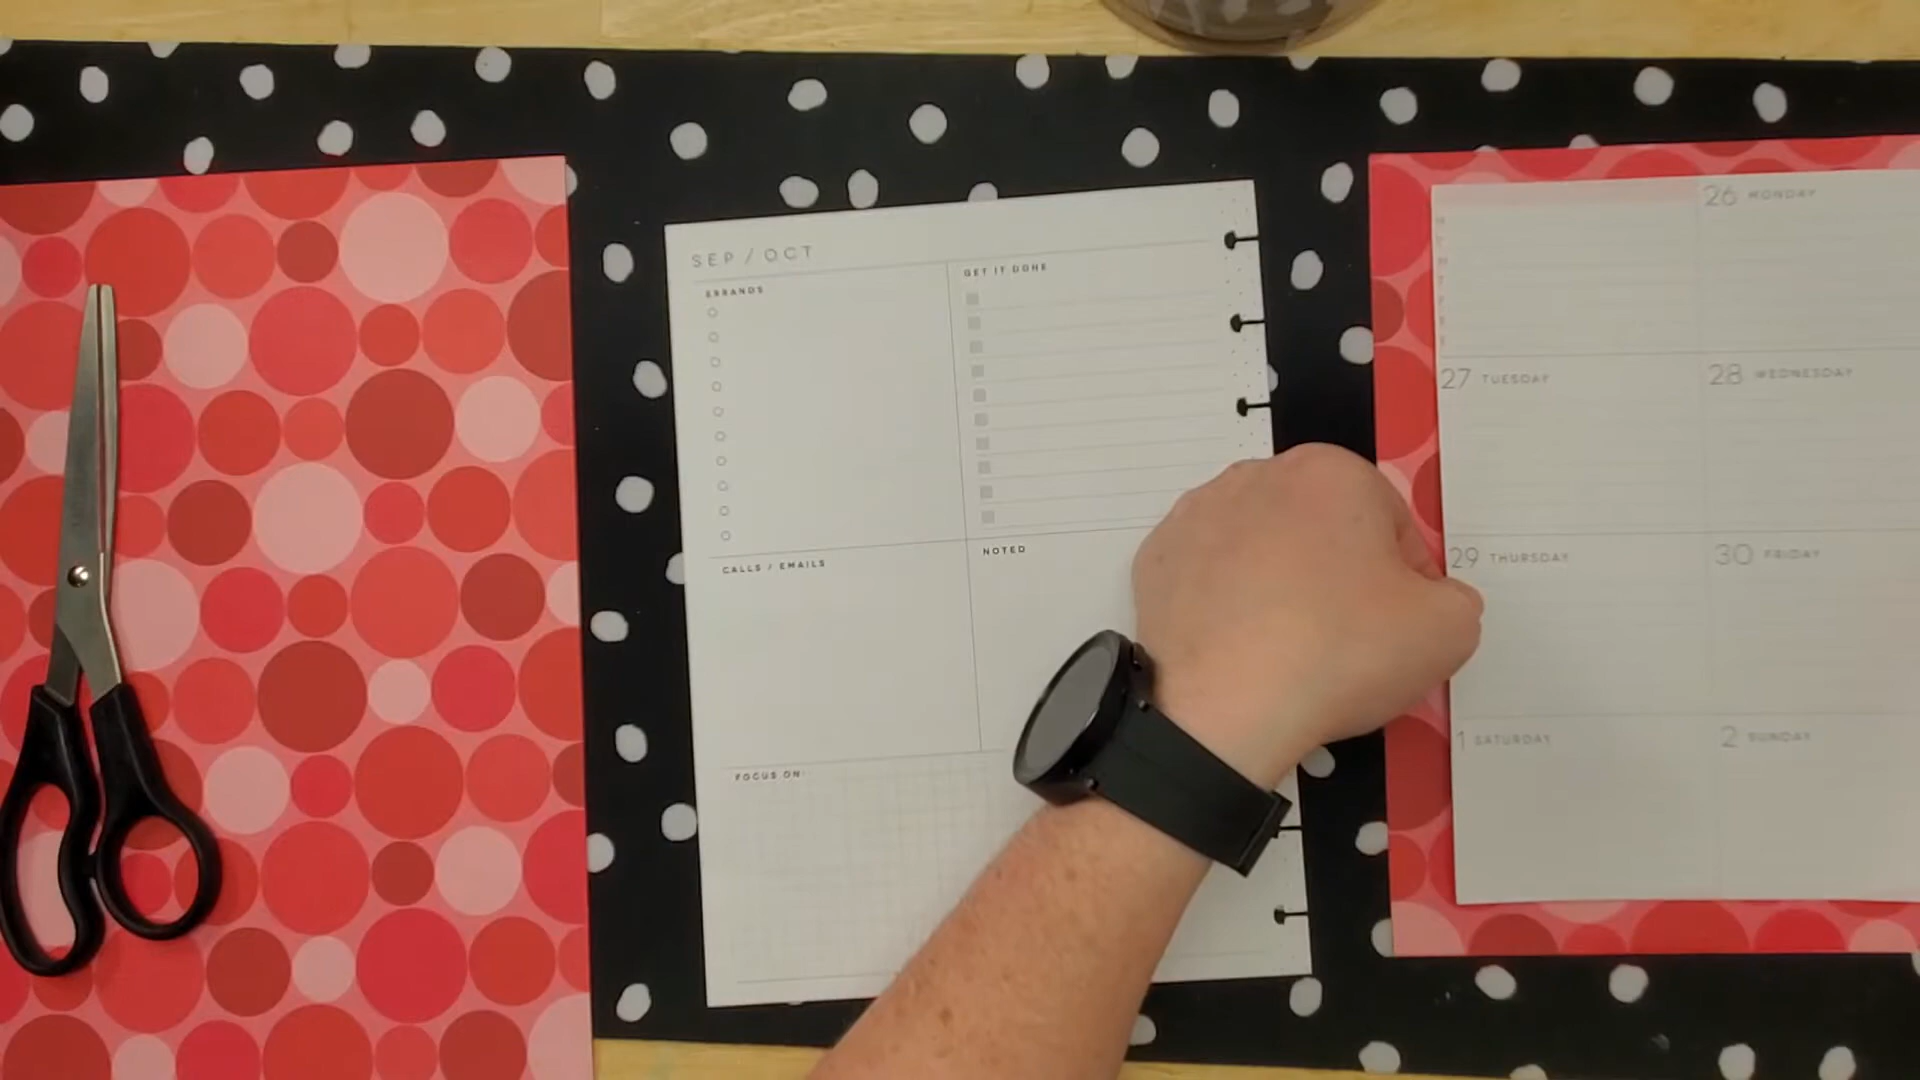 SEP / OCT
ERRANDS
GET IT DONE
CALLS / EMAILS
NOTED
FOCUS ON:
26 MONDAY
M
T
W
T
F
S
S
27 TUESDAY
28 WEDNESDAY
29 THURSDAY
30 FRIDAY
1 SATURDAY
2 SUNDAY